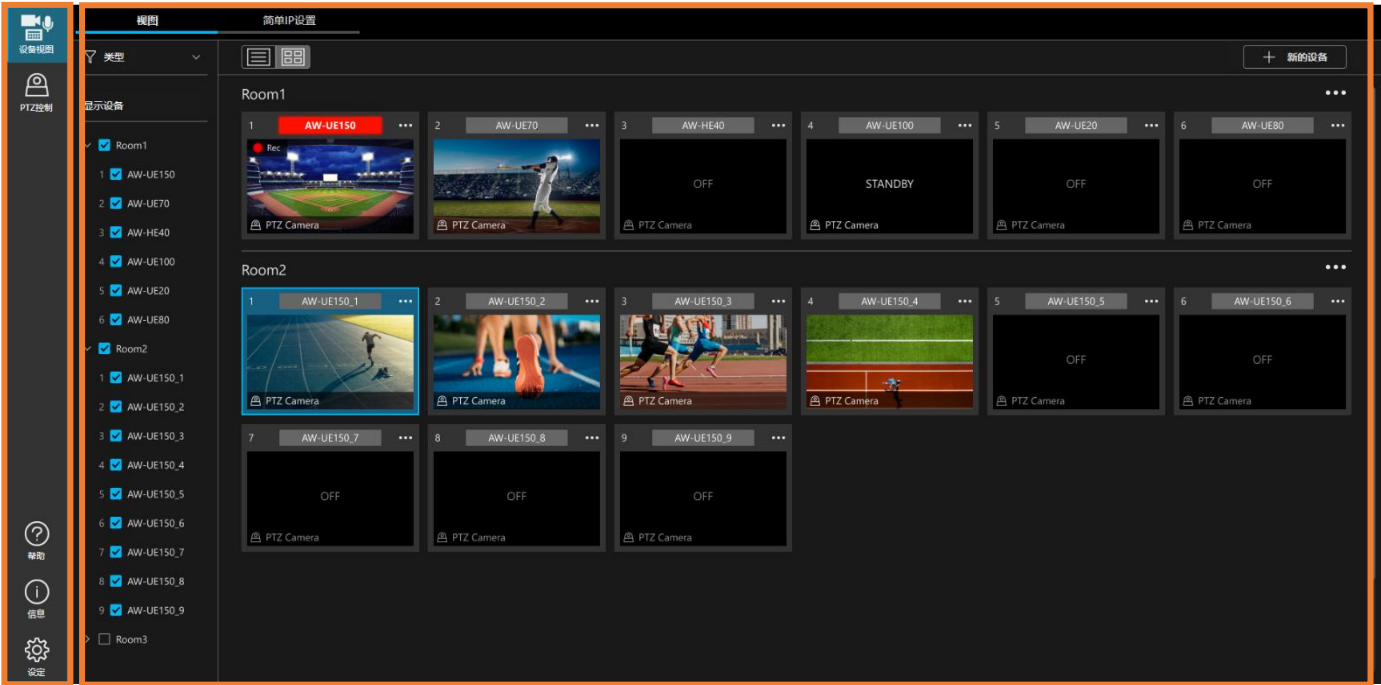 设备视图
PTZ控制
帮助
信息
设定
视图
简单IP设置
类型
新的设备
显示设备
Room1
1 AW-UE150
2 AW-UE70
3 AW-HE40
4 AW-UE100
5 AW-UE20
6 AW-UE80
Room2
1 AW-UE150_1
2 AW-UE150_2
3 AW-UE150_3
4 AW-UE150_4
5 AW-UE150_5
6 AW-UE150_6
7 AW-UE150_7
8 AW-UE150_8
9 AW-UE150_9
Room3
Room1
1 AW-UE150
Rec
PTZ Camera
2 AW-UE70
PTZ Camera
3 AW-HE40
OFF
PTZ Camera
4 AW-UE100
STANDBY
PTZ Camera
5 AW-UE20
OFF
PTZ Camera
6 AW-UE80
OFF
PTZ Camera
Room2
1 AW-UE150_1
PTZ Camera
2 AW-UE150_2
PTZ Camera
3 AW-UE150_3
PTZ Camera
4 AW-UE150_4
PTZ Camera
5 AW-UE150_5
OFF
PTZ Camera
6 AW-UE150_6
OFF
PTZ Camera
7 AW-UE150_7
OFF
PTZ Camera
8 AW-UE150_8
OFF
PTZ Camera
9 AW-UE150_9
OFF
PTZ Camera